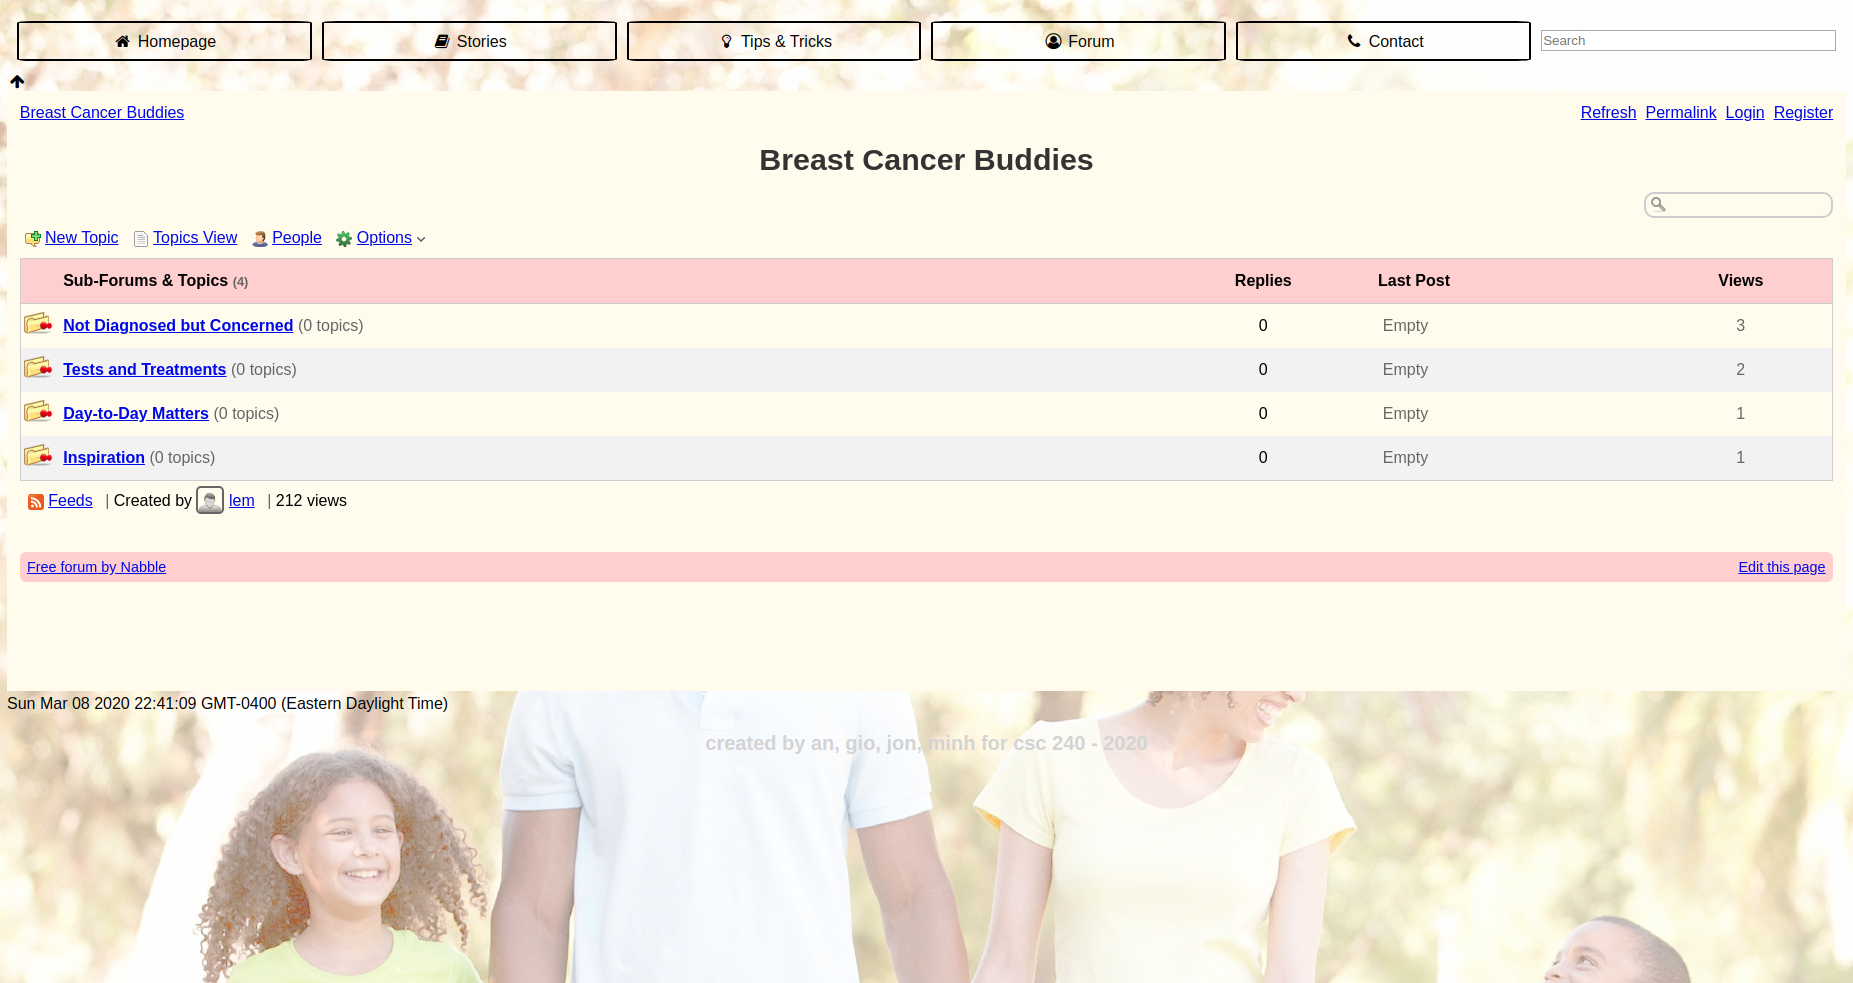 Homepage Stories Tips & Tricks Forum Contact Search
Breast Cancer Buddies Refresh Permalink Login Register
Breast Cancer Buddies
New Topic Topics View People Options
Sub-Forums & Topics (4) Replies Last Post Views
Not Diagnosed but Concerned (0 topics) 0 Empty 3
Tests and Treatments (0 topics) 0 Empty 2
Day-to-Day Matters (0 topics) 0 Empty 1
Inspiration (0 topics) 0 Empty 1
Feeds | Created by lem | 212 views
Free forum by Nabble Edit this page
Sun Mar 08 2020 22:41:09 GMT-0400 (Eastern Daylight Time)
created by an, gio, jon, minh for csc 240 - 2020